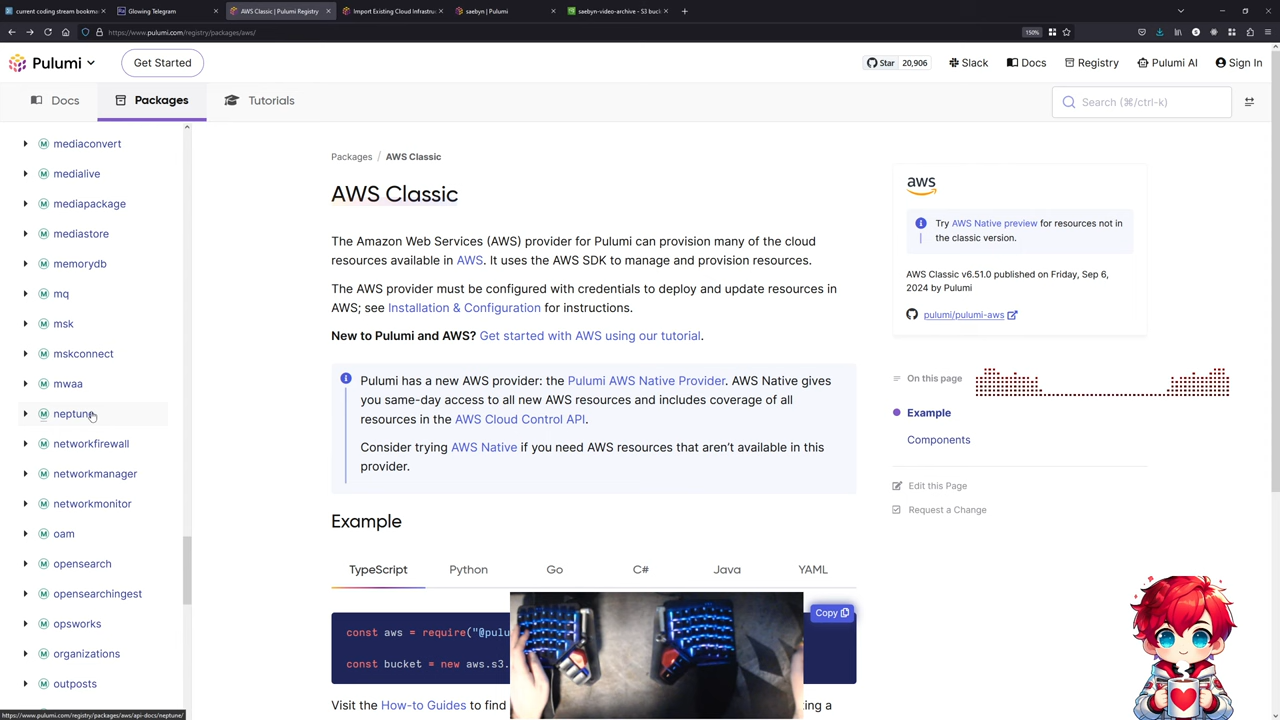 current coding stream bookma
Glowing Telegram
AWS Classic | Pulumi Registry
Import Existing Cloud Infrastruc
saebyn | Pulumi
saebyn-video-archive - S3 buck
https://www.pulumi.com/registry/packages/aws/
150%
Pulumi
Get Started
Star 20,906
Slack
Docs
Registry
Pulumi AI
Sign In
Docs
Packages
Tutorials
Search (⌘/ctrl-k)
mediaconvert
medialive
mediapackage
mediastore
memorydb
mq
msk
mskconnect
mwaa
neptune
networkfirewall
networkmanager
networkmonitor
oam
opensearch
opensearchingest
opsworks
organizations
outposts
Packages / AWS Classic
AWS Classic
The Amazon Web Services (AWS) provider for Pulumi can provision many of the cloud
resources available in AWS. It uses the AWS SDK to manage and provision resources.
The AWS provider must be configured with credentials to deploy and update resources in
AWS; see Installation & Configuration for instructions.
New to Pulumi and AWS? Get started with AWS using our tutorial.
Pulumi has a new AWS provider: the Pulumi AWS Native Provider. AWS Native gives
you same-day access to all new AWS resources and includes coverage of all
resources in the AWS Cloud Control API.
Consider trying AWS Native if you need AWS resources that aren't available in this
provider.
Example
TypeScript
Python
Go
C#
Java
YAML
Copy
const aws = require("@pulu
const bucket = new aws.s3.
Visit the How-to Guides to find
ing a
aws
Try AWS Native preview for resources not in
the classic version.
AWS Classic v6.51.0 published on Friday, Sep 6,
2024 by Pulumi
pulumi/pulumi-aws
On this page
Example
Components
Edit this Page
Request a Change
https://www.pulumi.com/registry/packages/aws/api-docs/neptune/